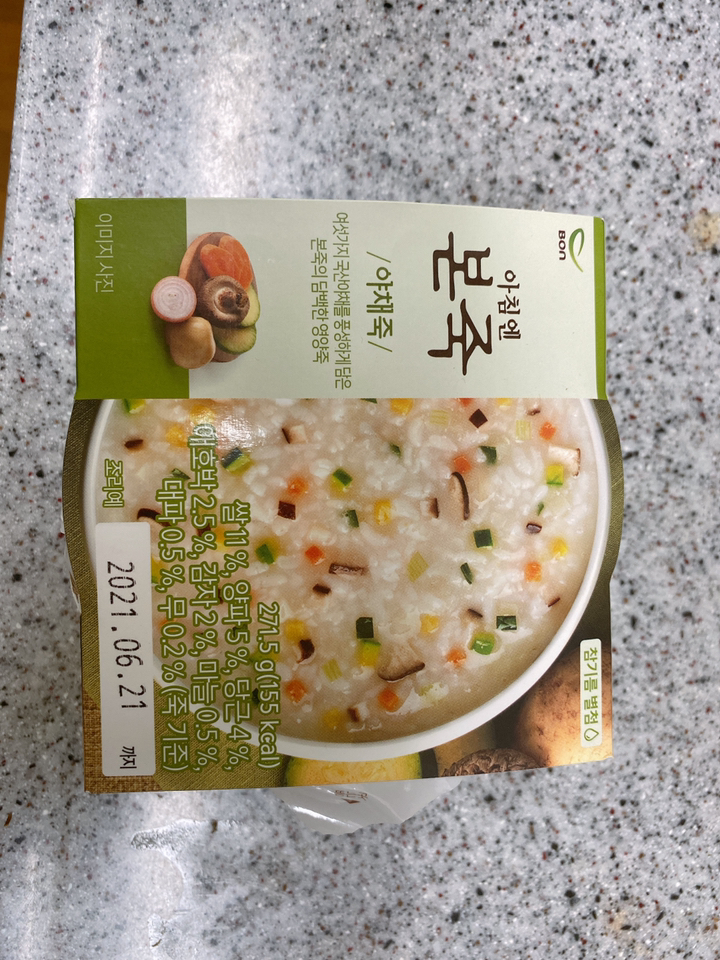 BON
아침엔
본죽
/야채죽/
여섯가지 국산야채를 풍성하게 담은
본죽의 담백한 영양죽
이미지 사진
참기름 별첨
271.5 g(155 kcal)
쌀 11 %, 양파 5 %, 당근 4 %,
애호박 2.5 %, 감자 2 %, 마늘 0.5 %,
대파 0.5 %, 무 0.2 % (죽 기준)
조리예
2021.06.21 까지